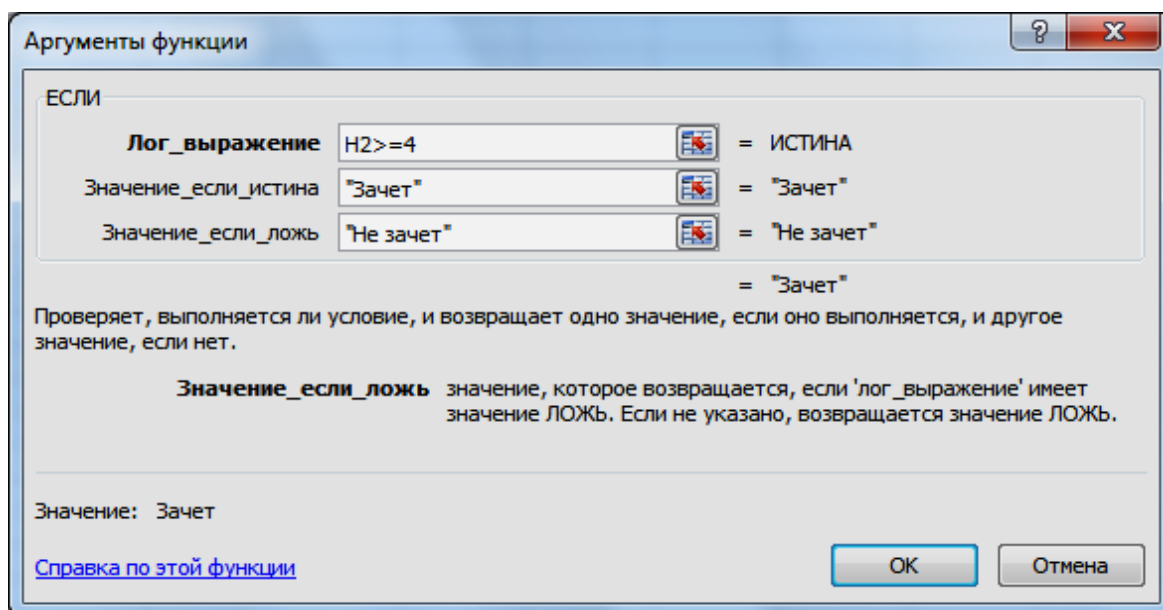 Аргументы функции
ЕСЛИ
Лог_выражение H2>=4 = ИСТИНА
Значение_если_истина "Зачет" = "Зачет"
Значение_если_ложь "Не зачет" = "Не зачет"
= "Зачет"
Проверяет, выполняется ли условие, и возвращает одно значение, если оно выполняется, и другое
значение, если нет.
Значение_если_ложь значение, которое возвращается, если 'лог_выражение' имеет
значение ЛОЖЬ. Если не указано, возвращается значение ЛОЖЬ.
Значение: Зачет
Справка по этой функции
ОК
Отмена